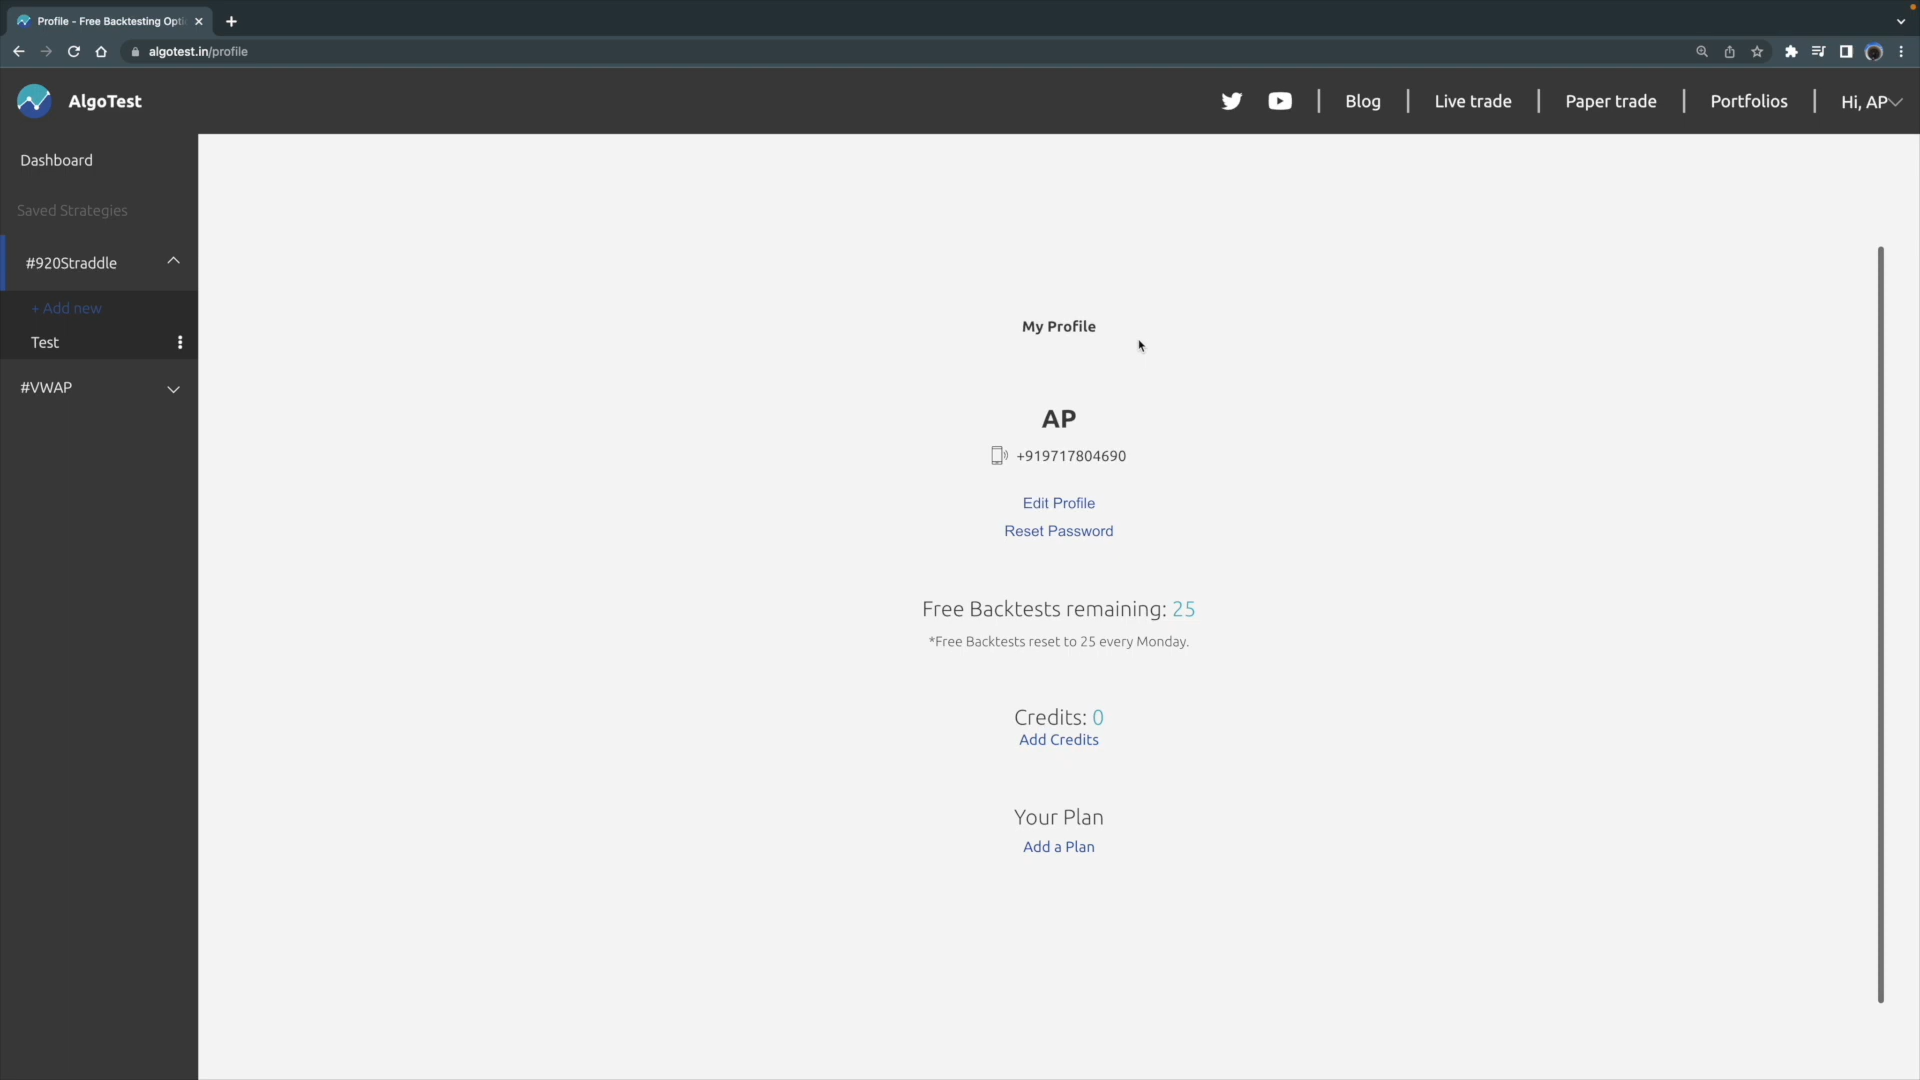 Profile - Free Backtesting Opti
algotest.in/profile
AlgoTest
Blog
Live trade
Paper trade
Portfolios
Hi, AP
Dashboard
Saved Strategies
#920Straddle
+ Add new
Test
#VWAP
My Profile
AP
+919717804690
Edit Profile
Reset Password
Free Backtests remaining: 25
*Free Backtests reset to 25 every Monday.
Credits: 0
Add Credits
Your Plan
Add a Plan